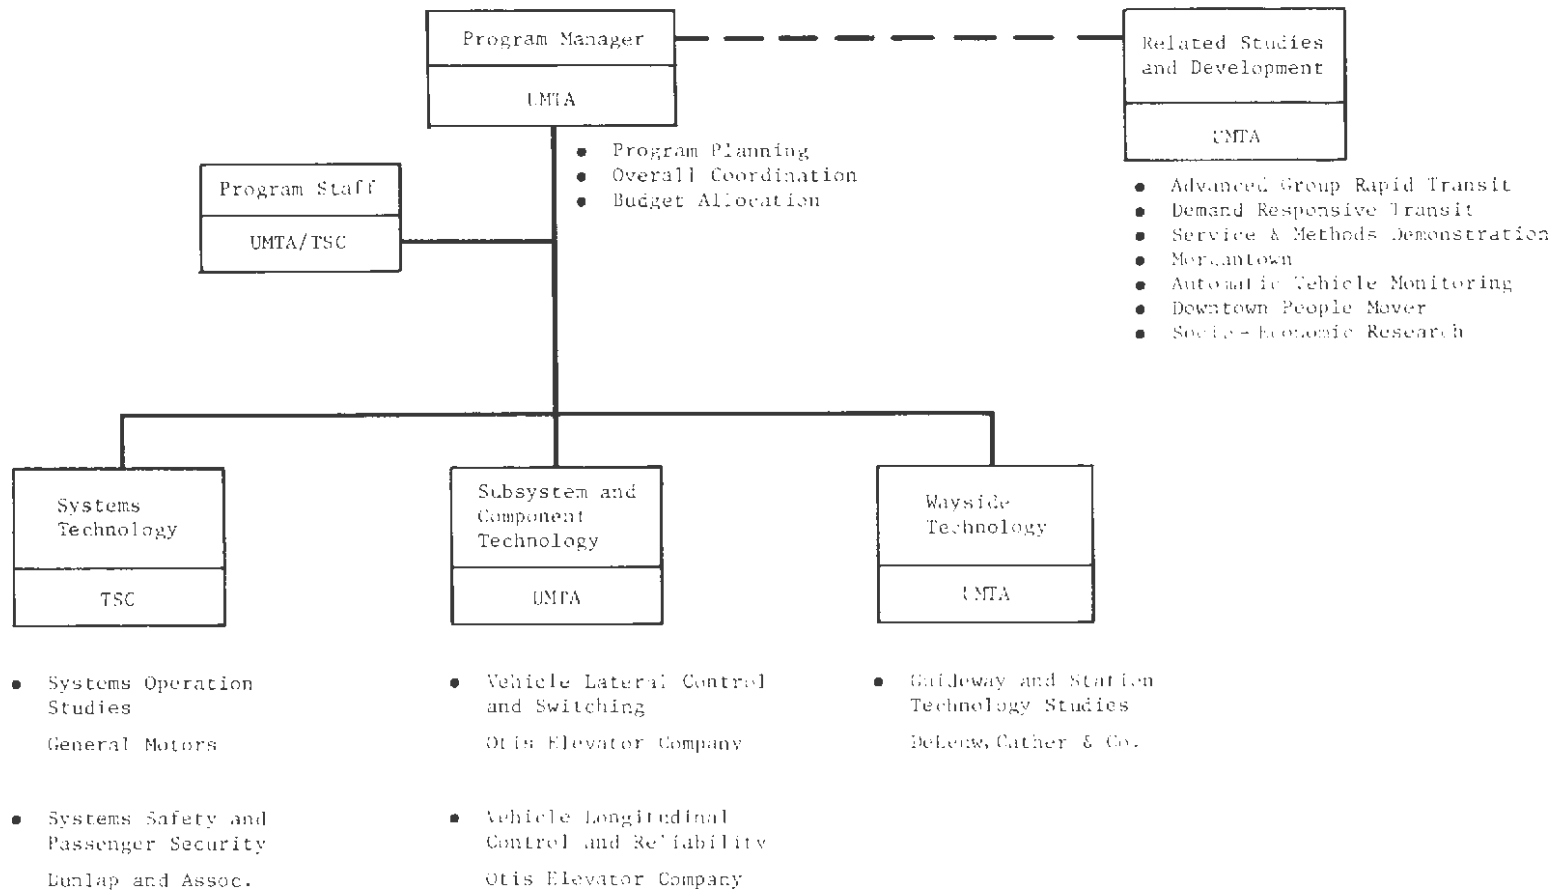 Program Manager
UMTA
Related Studies
and Development
UMTA
• Program Planning
• Overall Coordination
• Budget Allocation
Program Staff
UMTA/TSC
• Advanced Group Rapid Transit
• Demand Responsive Transit
• Service & Methods Demonstration
• Morgantown
• Automatic Vehicle Monitoring
• Downtown People Mover
• Socio-Economic Research
Systems
Technology
TSC
Subsystem and
Component
Technology
UMTA
Wayside
Technology
UMTA
• Systems Operation
Studies
General Motors
• Systems Safety and
Passenger Security
Dunlap and Assoc.
• Vehicle Lateral Control
and Switching
Otis Elevator Company
• Vehicle Longitudinal
Control and Reliability
Otis Elevator Company
• Guideway and Station
Technology Studies
DeLeuw, Cather & Co.